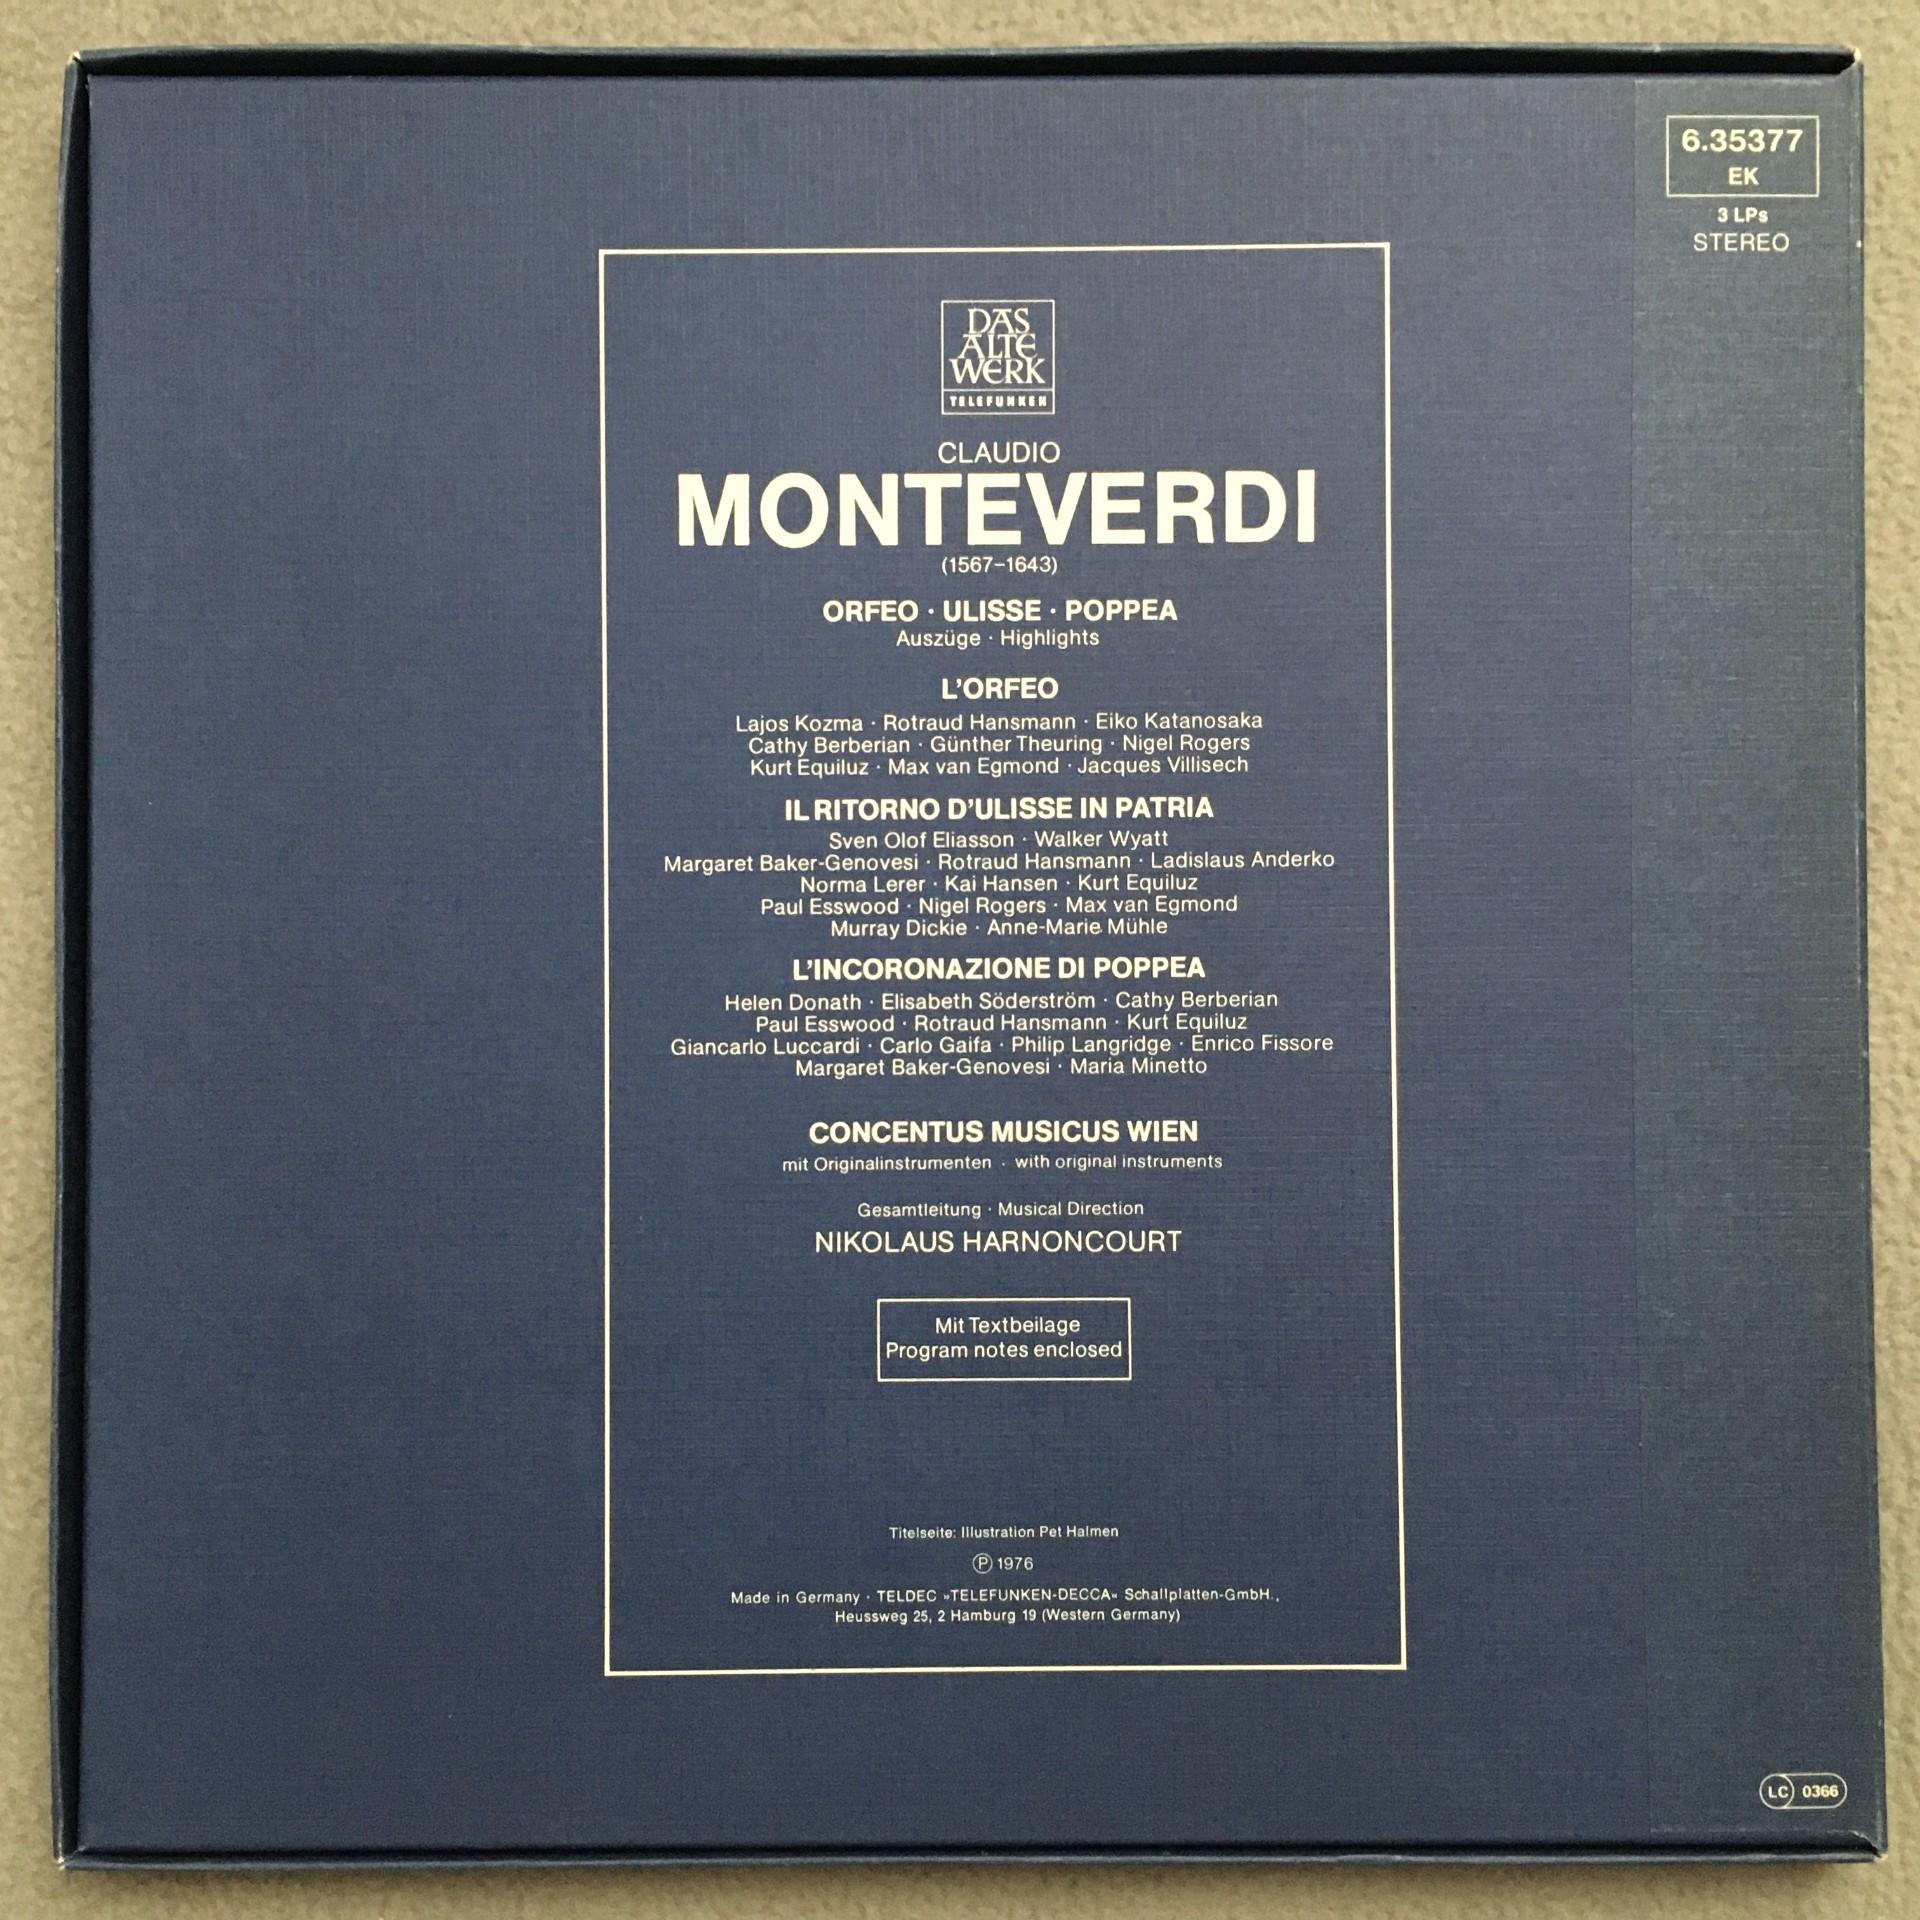 6.35377
EK
3 LPs
STEREO
DAS
ALTE
WERK
TELEFUNKEN
CLAUDIO
MONTEVERDI
(1567–1643)
ORFEO · ULISSE · POPPEA
Auszüge · Highlights
L'ORFEO
Lajos Kozma · Rotraud Hansmann · Eiko Katanosaka
Cathy Berberian · Günther Theuring · Nigel Rogers
Kurt Equiluz · Max van Egmond · Jacques Villisech
IL RITORNO D'ULISSE IN PATRIA
Sven Olof Eliasson · Walker Wyatt
Margaret Baker-Genovesi · Rotraud Hansmann · Ladislaus Anderko
Norma Lerer · Kai Hansen · Kurt Equiluz
Paul Esswood · Nigel Rogers · Max van Egmond
Murray Dickie · Anne-Marie Mühle
L'INCORONAZIONE DI POPPEA
Helen Donath · Elisabeth Söderström · Cathy Berberian
Paul Esswood · Rotraud Hansmann · Kurt Equiluz
Giancarlo Luccardi · Carlo Gaifa · Philip Langridge · Enrico Fissore
Margaret Baker-Genovesi · Maria Minetto
CONCENTUS MUSICUS WIEN
mit Originalinstrumenten · with original instruments
Gesamtleitung · Musical Direction
NIKOLAUS HARNONCOURT
Mit Textbeilage
Program notes enclosed
Titelseite: Illustration Pet Halmen
Ⓟ 1976
Made in Germany · TELDEC »TELEFUNKEN-DECCA« Schallplatten-GmbH.,
Heussweg 25, 2 Hamburg 19 (Western Germany)
LC 0366